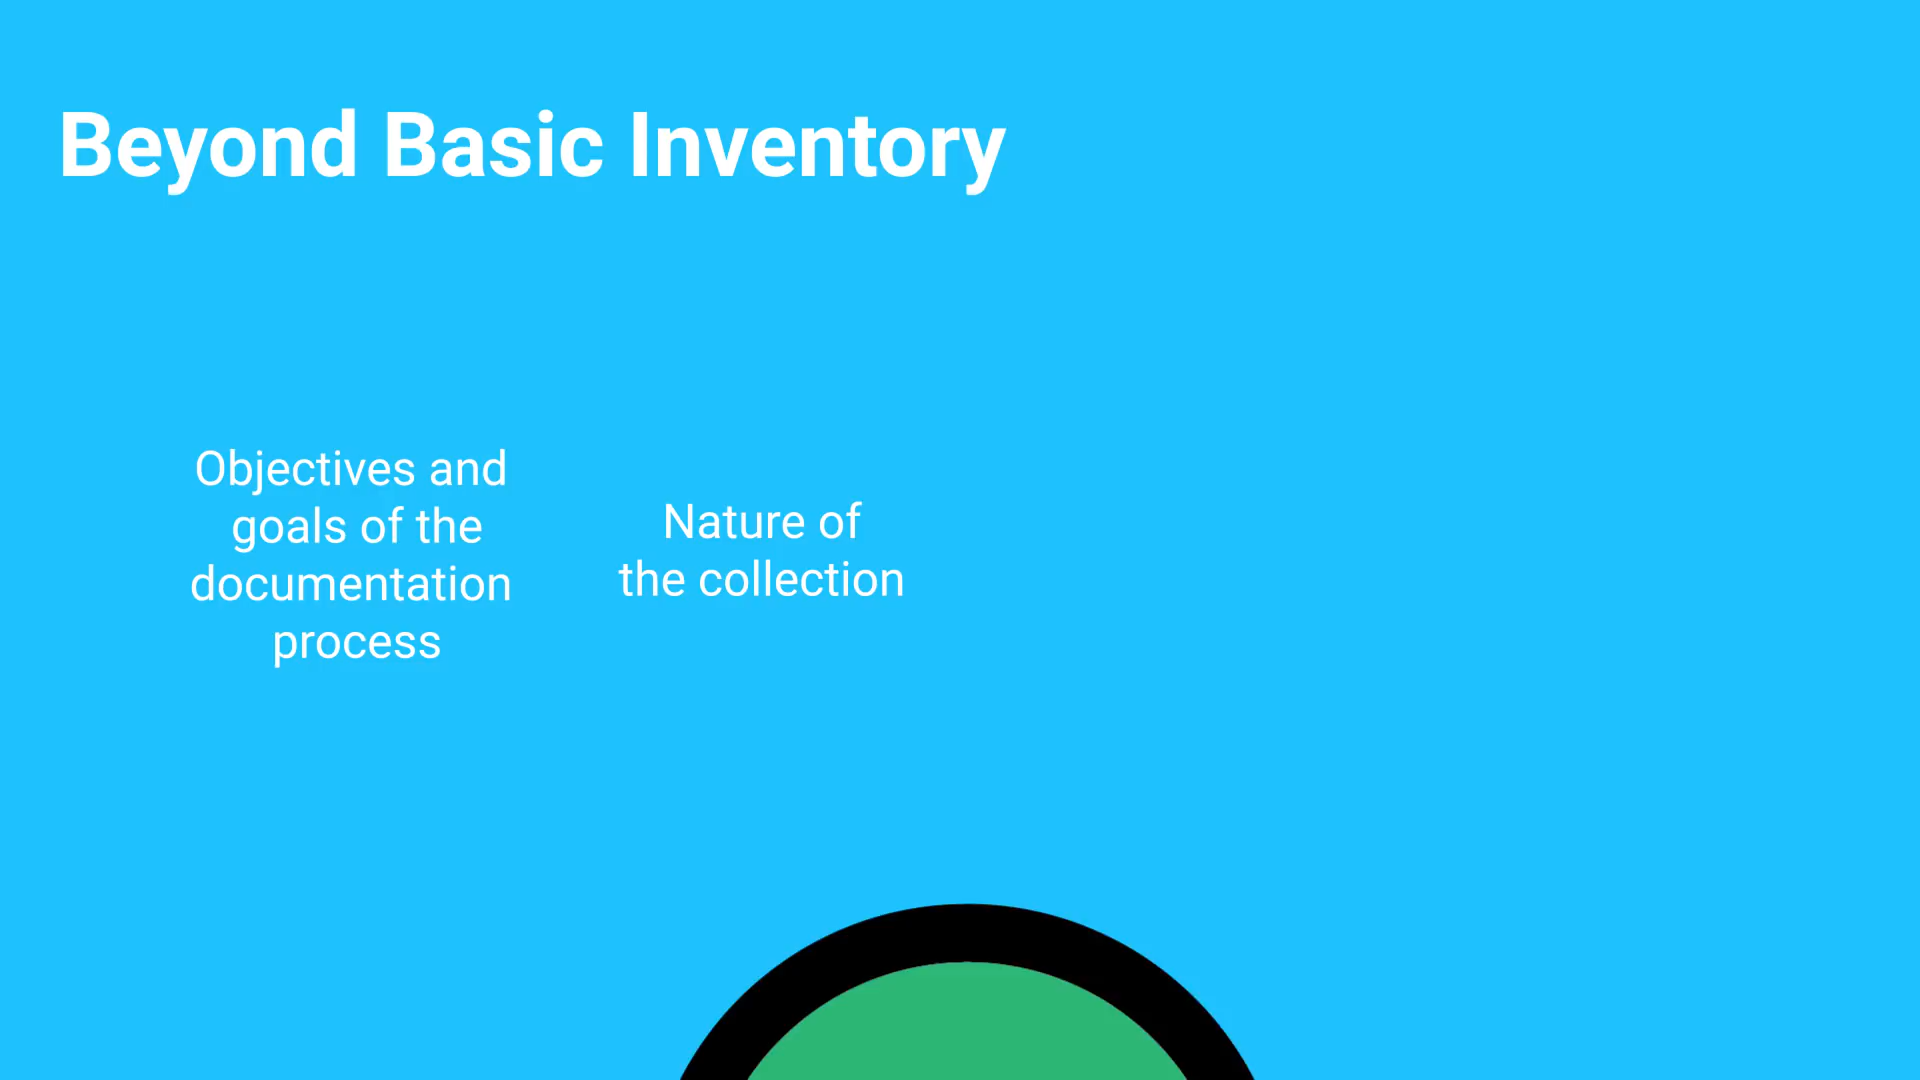 Beyond Basic Inventory
Objectives and
goals of the
documentation
process
Nature of
the collection